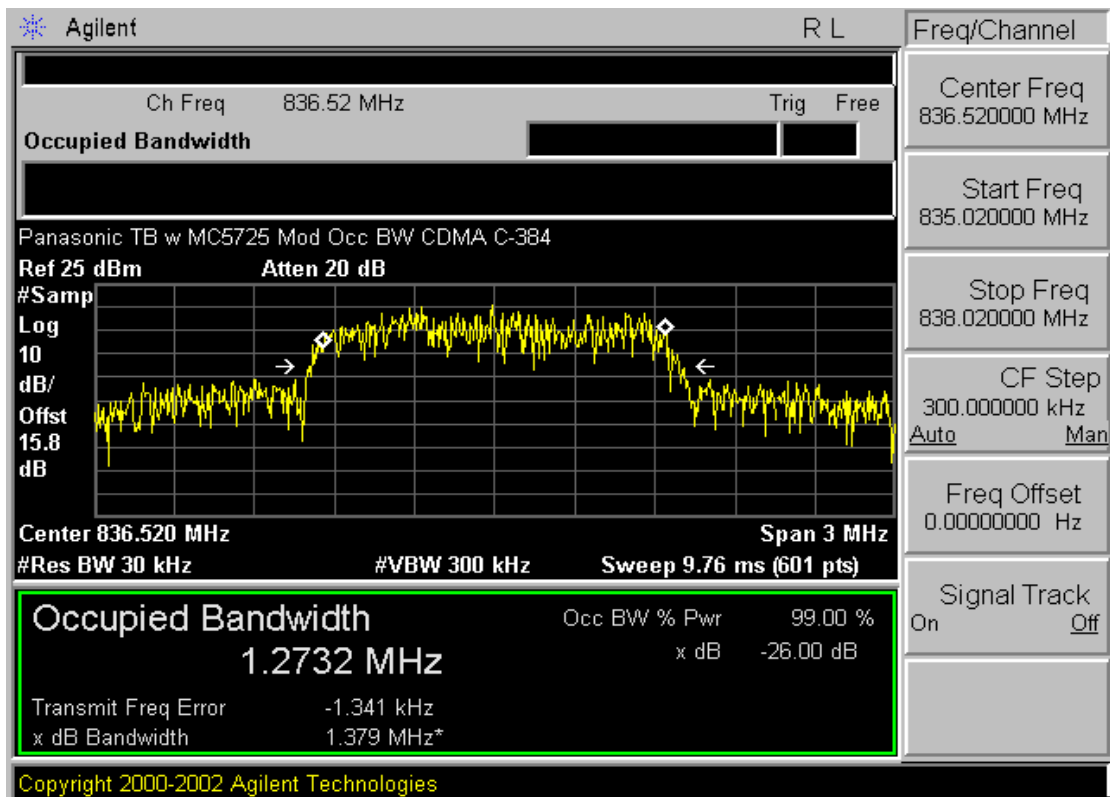 Agilent R L
Ch Freq 836.52 MHz Trig Free
Occupied Bandwidth
Panasonic TB w MC5725 Mod Occ BW CDMA C-384
Ref 25 dBm Atten 20 dB
#Samp
Log
10
dB/
Offst
15.8
dB
Center 836.520 MHz Span 3 MHz
#Res BW 30 kHz #VBW 300 kHz Sweep 9.76 ms (601 pts)
Occupied Bandwidth Occ BW % Pwr 99.00 %
1.2732 MHz x dB -26.00 dB
Transmit Freq Error -1.341 kHz
x dB Bandwidth 1.379 MHz*
Copyright 2000-2002 Agilent Technologies
Freq/Channel
Center Freq
836.520000 MHz
Start Freq
835.020000 MHz
Stop Freq
838.020000 MHz
CF Step
300.000000 kHz
Auto Man
Freq Offset
0.00000000 Hz
Signal Track
On Off